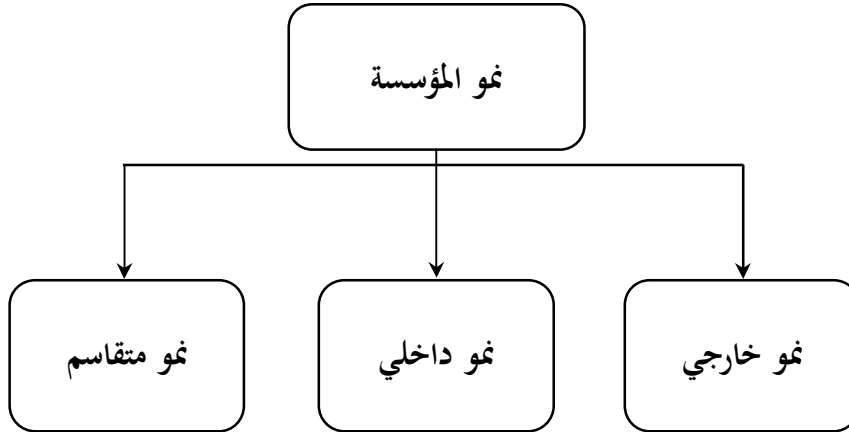 نمو المؤسسة
نمو خارجي
نمو داخلي
نمو متقاسم